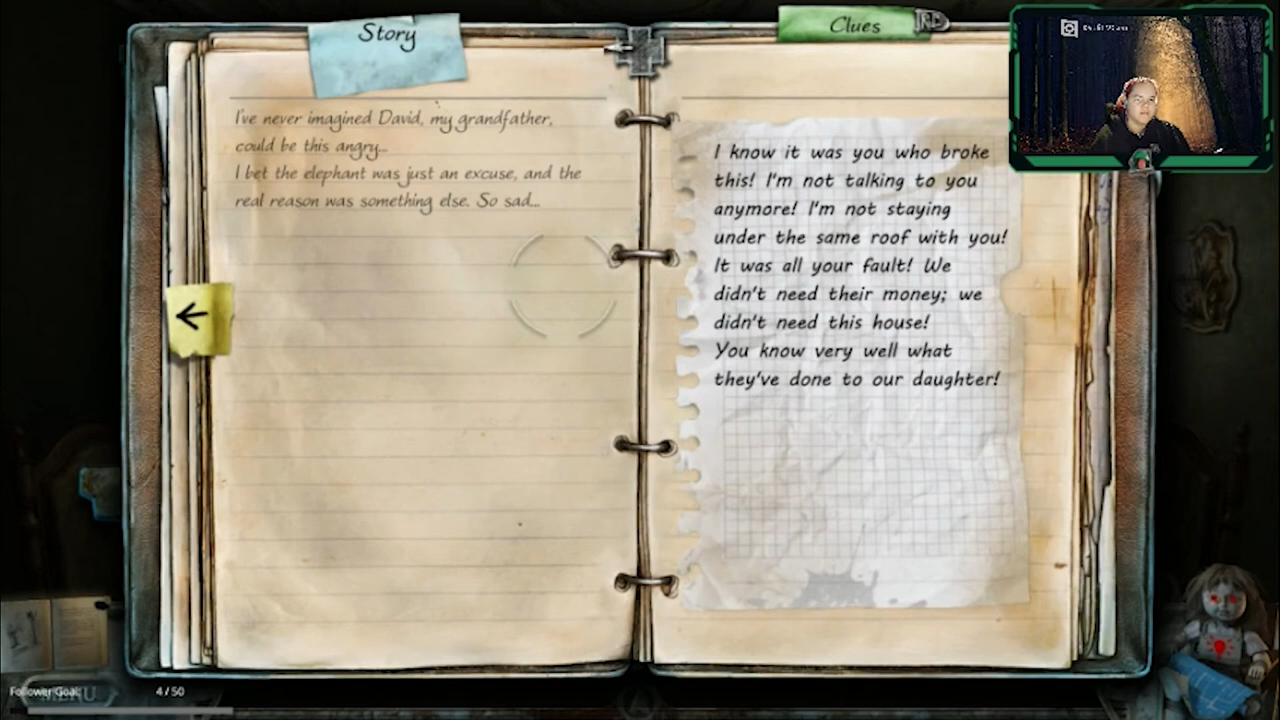 Story
I've never imagined David, my grandfather,
could be this angry...
I bet the elephant was just an excuse, and the
real reason was something else. So sad...
Clues
I know it was you who broke
this! I'm not talking to you
anymore! I'm not staying
under the same roof with you!
It was all your fault! We
didn't need their money; we
didn't need this house!
You know very well what
they've done to our daughter!
Follower Goal: 4 / 50
MENU